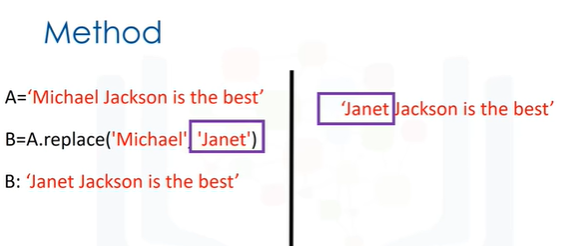 Method
A=‘Michael Jackson is the best’
B=A.replace('Michael', 'Janet')
B: ‘Janet Jackson is the best’
‘Janet Jackson is the best’